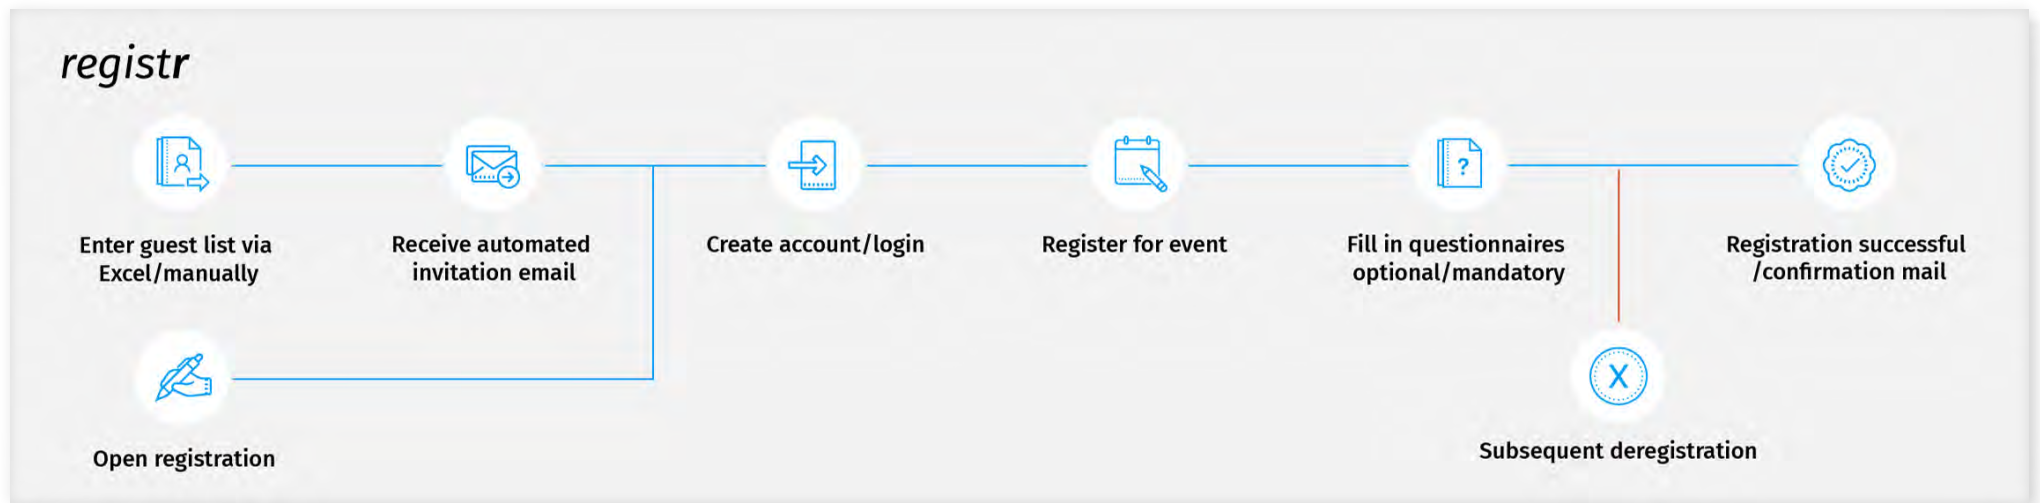 registr
?
Enter guest list via
Excel/manually
Receive automated
invitation email
Create account/login
Register for event
Fill in questionnaires
optional/mandatory
Registration successful
/confirmation mail
X
Open registration
Subsequent deregistration